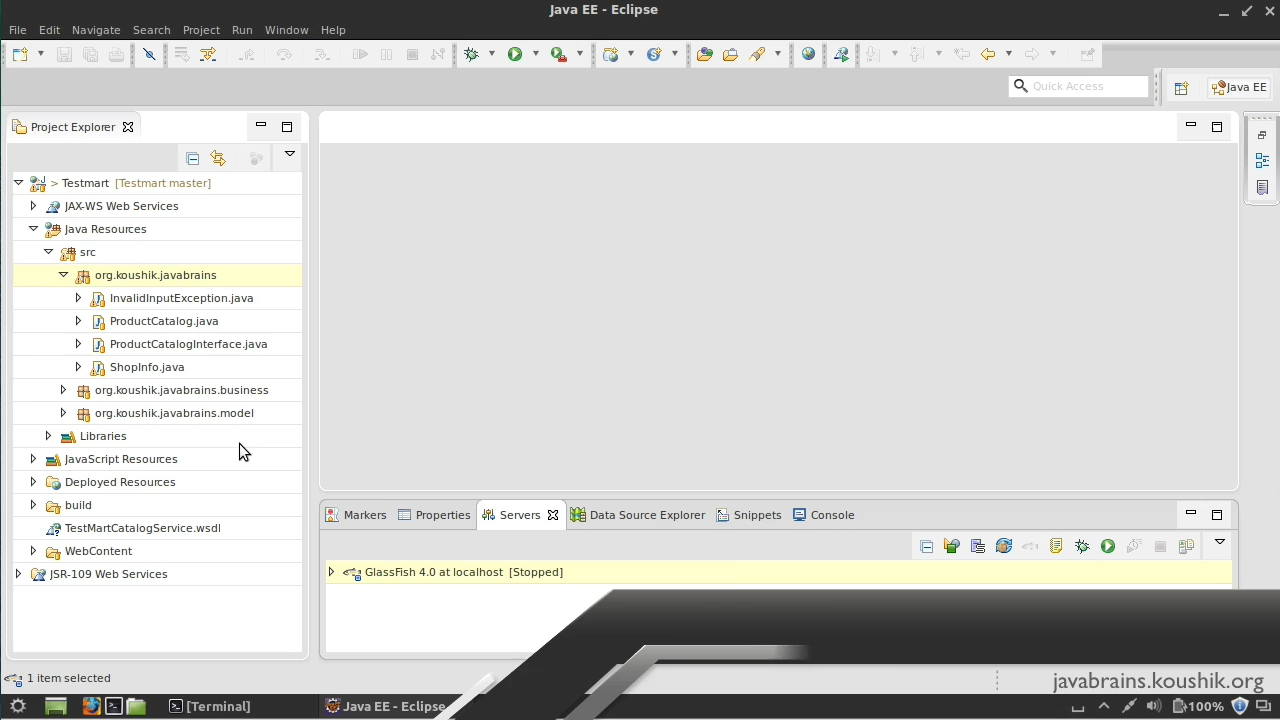 Java EE - Eclipse
File Edit Navigate Search Project Run Window Help
Quick Access
Java EE
Project Explorer
> Testmart [Testmart master]
JAX-WS Web Services
Java Resources
src
org.koushik.javabrains
InvalidInputException.java
ProductCatalog.java
ProductCatalogInterface.java
ShopInfo.java
org.koushik.javabrains.business
org.koushik.javabrains.model
Libraries
JavaScript Resources
Deployed Resources
build
TestMartCatalogService.wsdl
WebContent
JSR-109 Web Services
Markers Properties Servers Data Source Explorer Snippets Console
GlassFish 4.0 at localhost [Stopped]
1 item selected
javabrains.koushik.org
[Terminal] Java EE - Eclipse 100%